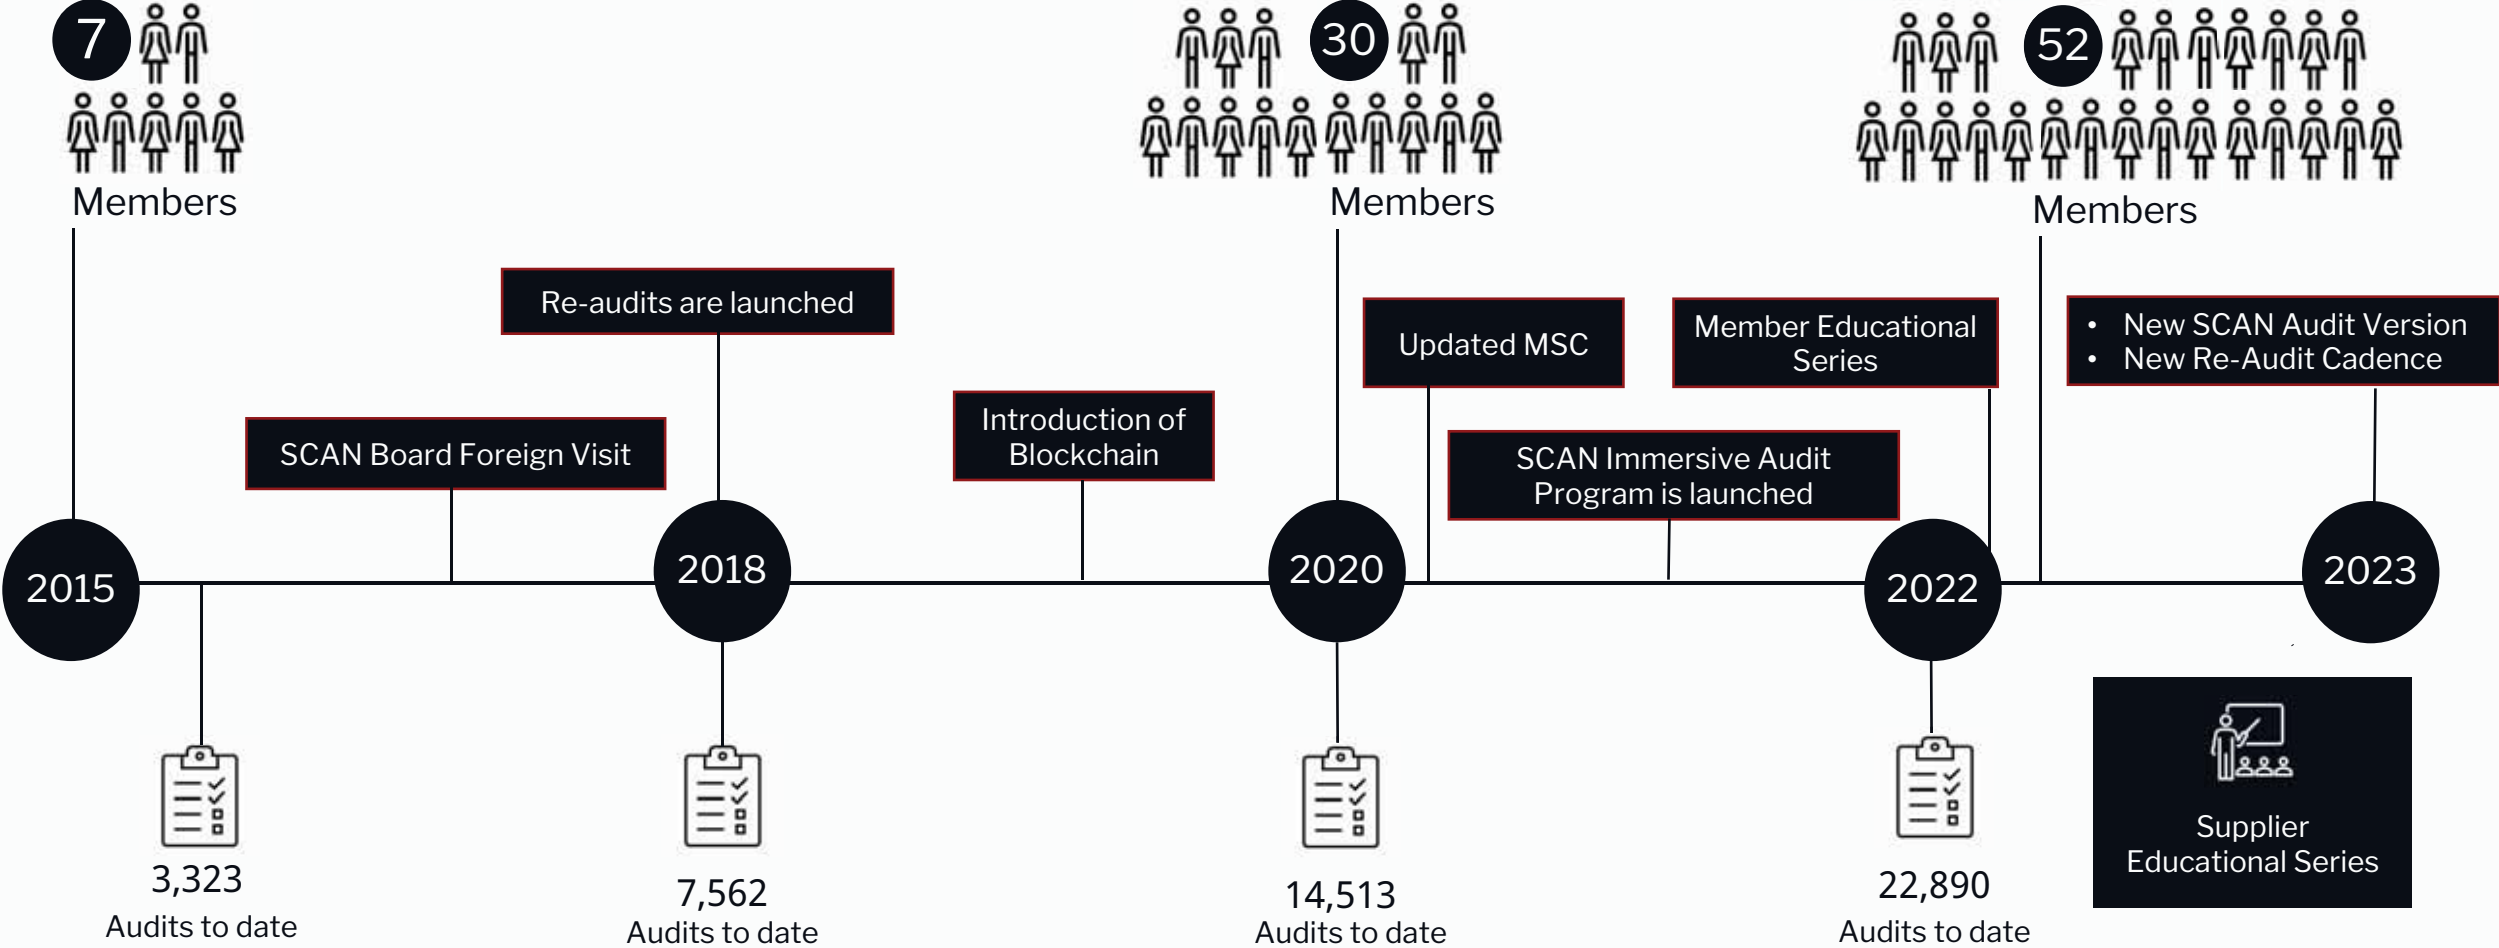 7
Members
30
Members
52
Members
Re-audits are launched
SCAN Board Foreign Visit
Introduction of
Blockchain
Updated MSC
SCAN Immersive Audit
Program is launched
Member Educational
Series
• New SCAN Audit Version
• New Re-Audit Cadence
2015
2018
2020
2022
2023
3,323
Audits to date
7,562
Audits to date
14,513
Audits to date
22,890
Audits to date
Supplier
Educational Series